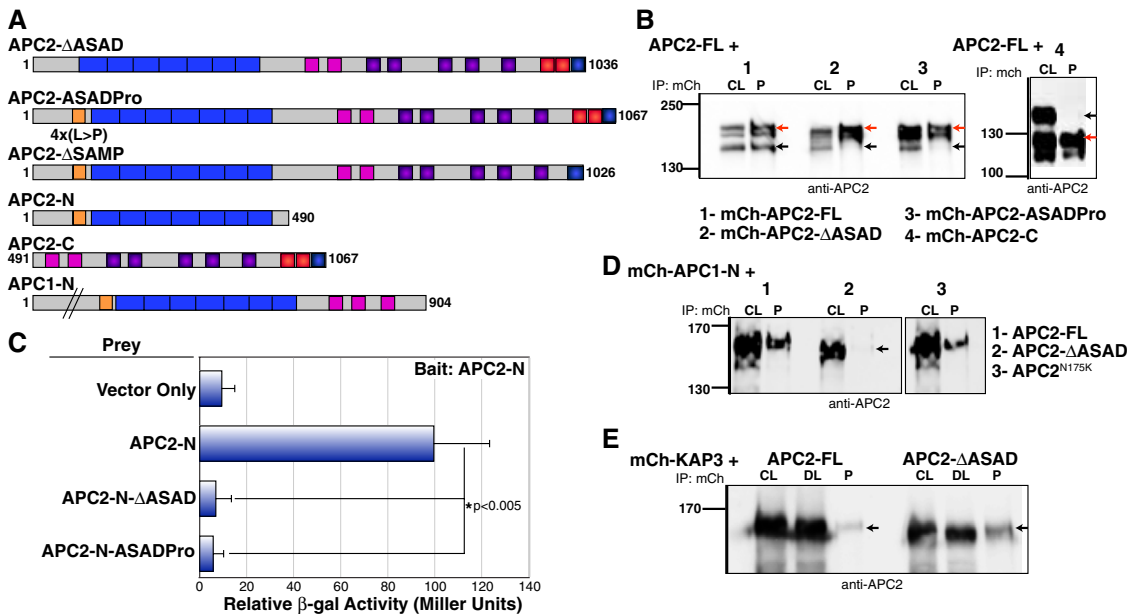 A
APC2-ΔASAD
1 1036
APC2-ASADPro
1 1067
4x(L>P)
APC2-ΔSAMP
1 1026
APC2-N
1 490
APC2-C
491 1067
APC1-N
1 904
B
APC2-FL +
1 2 3
IP: mCh CL P CL P CL P
250
130
anti-APC2
APC2-FL + 4
IP: mch CL P
130
100
anti-APC2
1- mCh-APC2-FL
2- mCh-APC2-ΔASAD
3- mCh-APC2-ASADPro
4- mCh-APC2-C
C
Prey
Bait: APC2-N
Vector Only
APC2-N
APC2-N-ΔASAD
APC2-N-ASADPro
*p<0.005
0 20 40 60 80 100 120 140
Relative β-gal Activity (Miller Units)
D
mCh-APC1-N +
1 2 3
IP: mCh CL P CL P CL P
170
130
anti-APC2
1- APC2-FL
2- APC2-ΔASAD
3- APC2N175K
E
mCh-KAP3 + APC2-FL APC2-ΔASAD
IP: mCh CL DL P CL DL P
170
anti-APC2